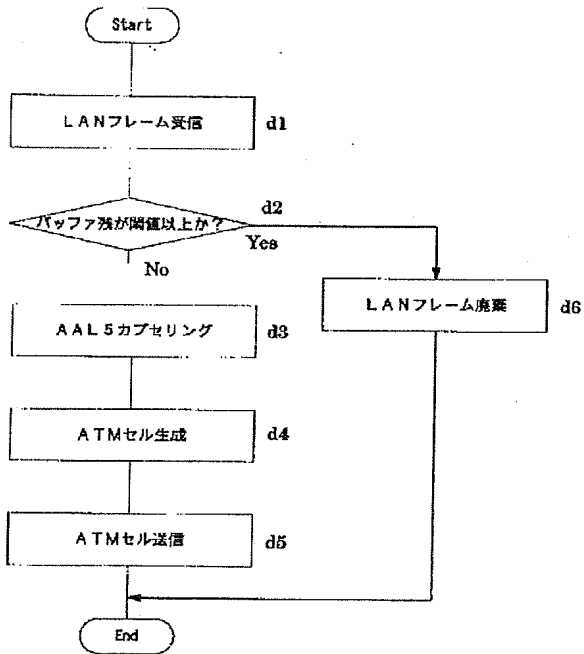 Start
LANフレーム受信 d1
バッファ残が閾値以上か? d2
Yes
No
LANフレーム廃棄 d6
AAL5カプセリング d3
ATMセル生成 d4
ATMセル送信 d5
End